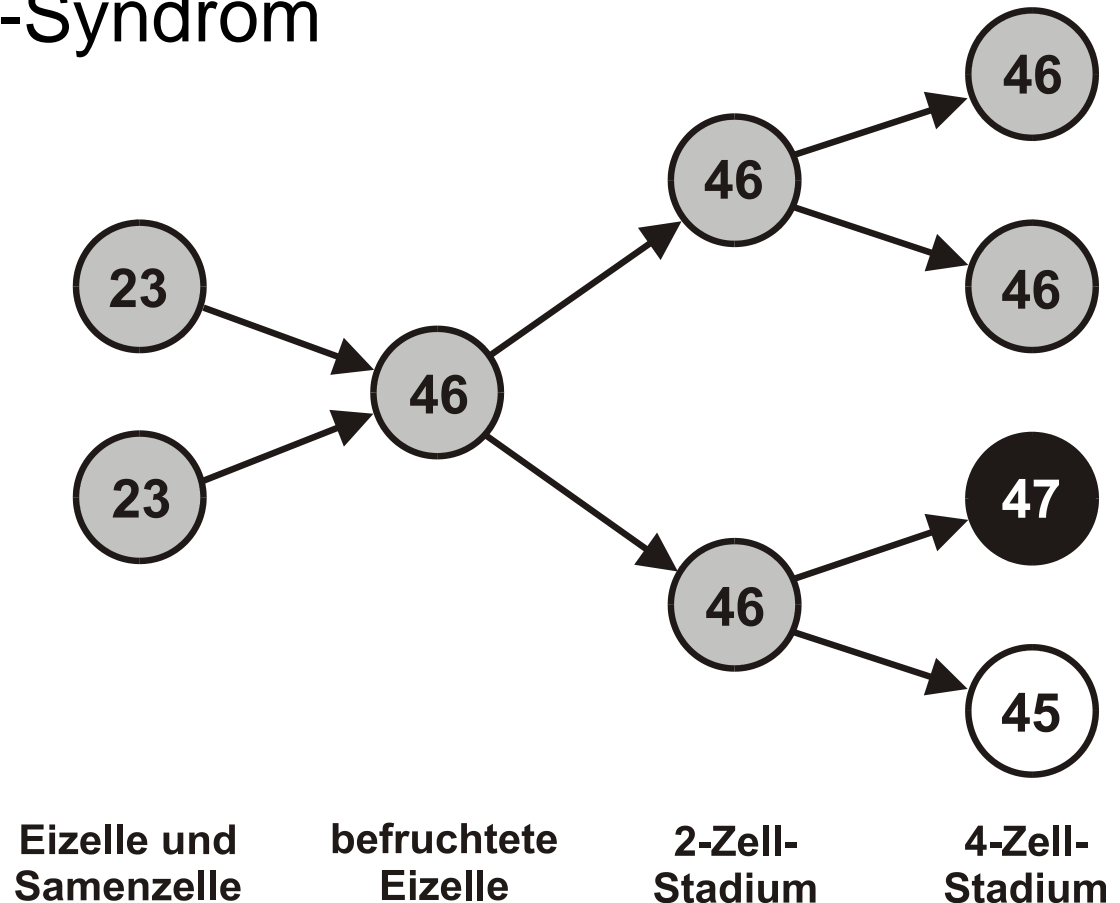 -Syndrom
46
46
23
46
46
47
23
46
45
Eizelle und
Samenzelle
befruchtete
Eizelle
2-Zell-
Stadium
4-Zell-
Stadium